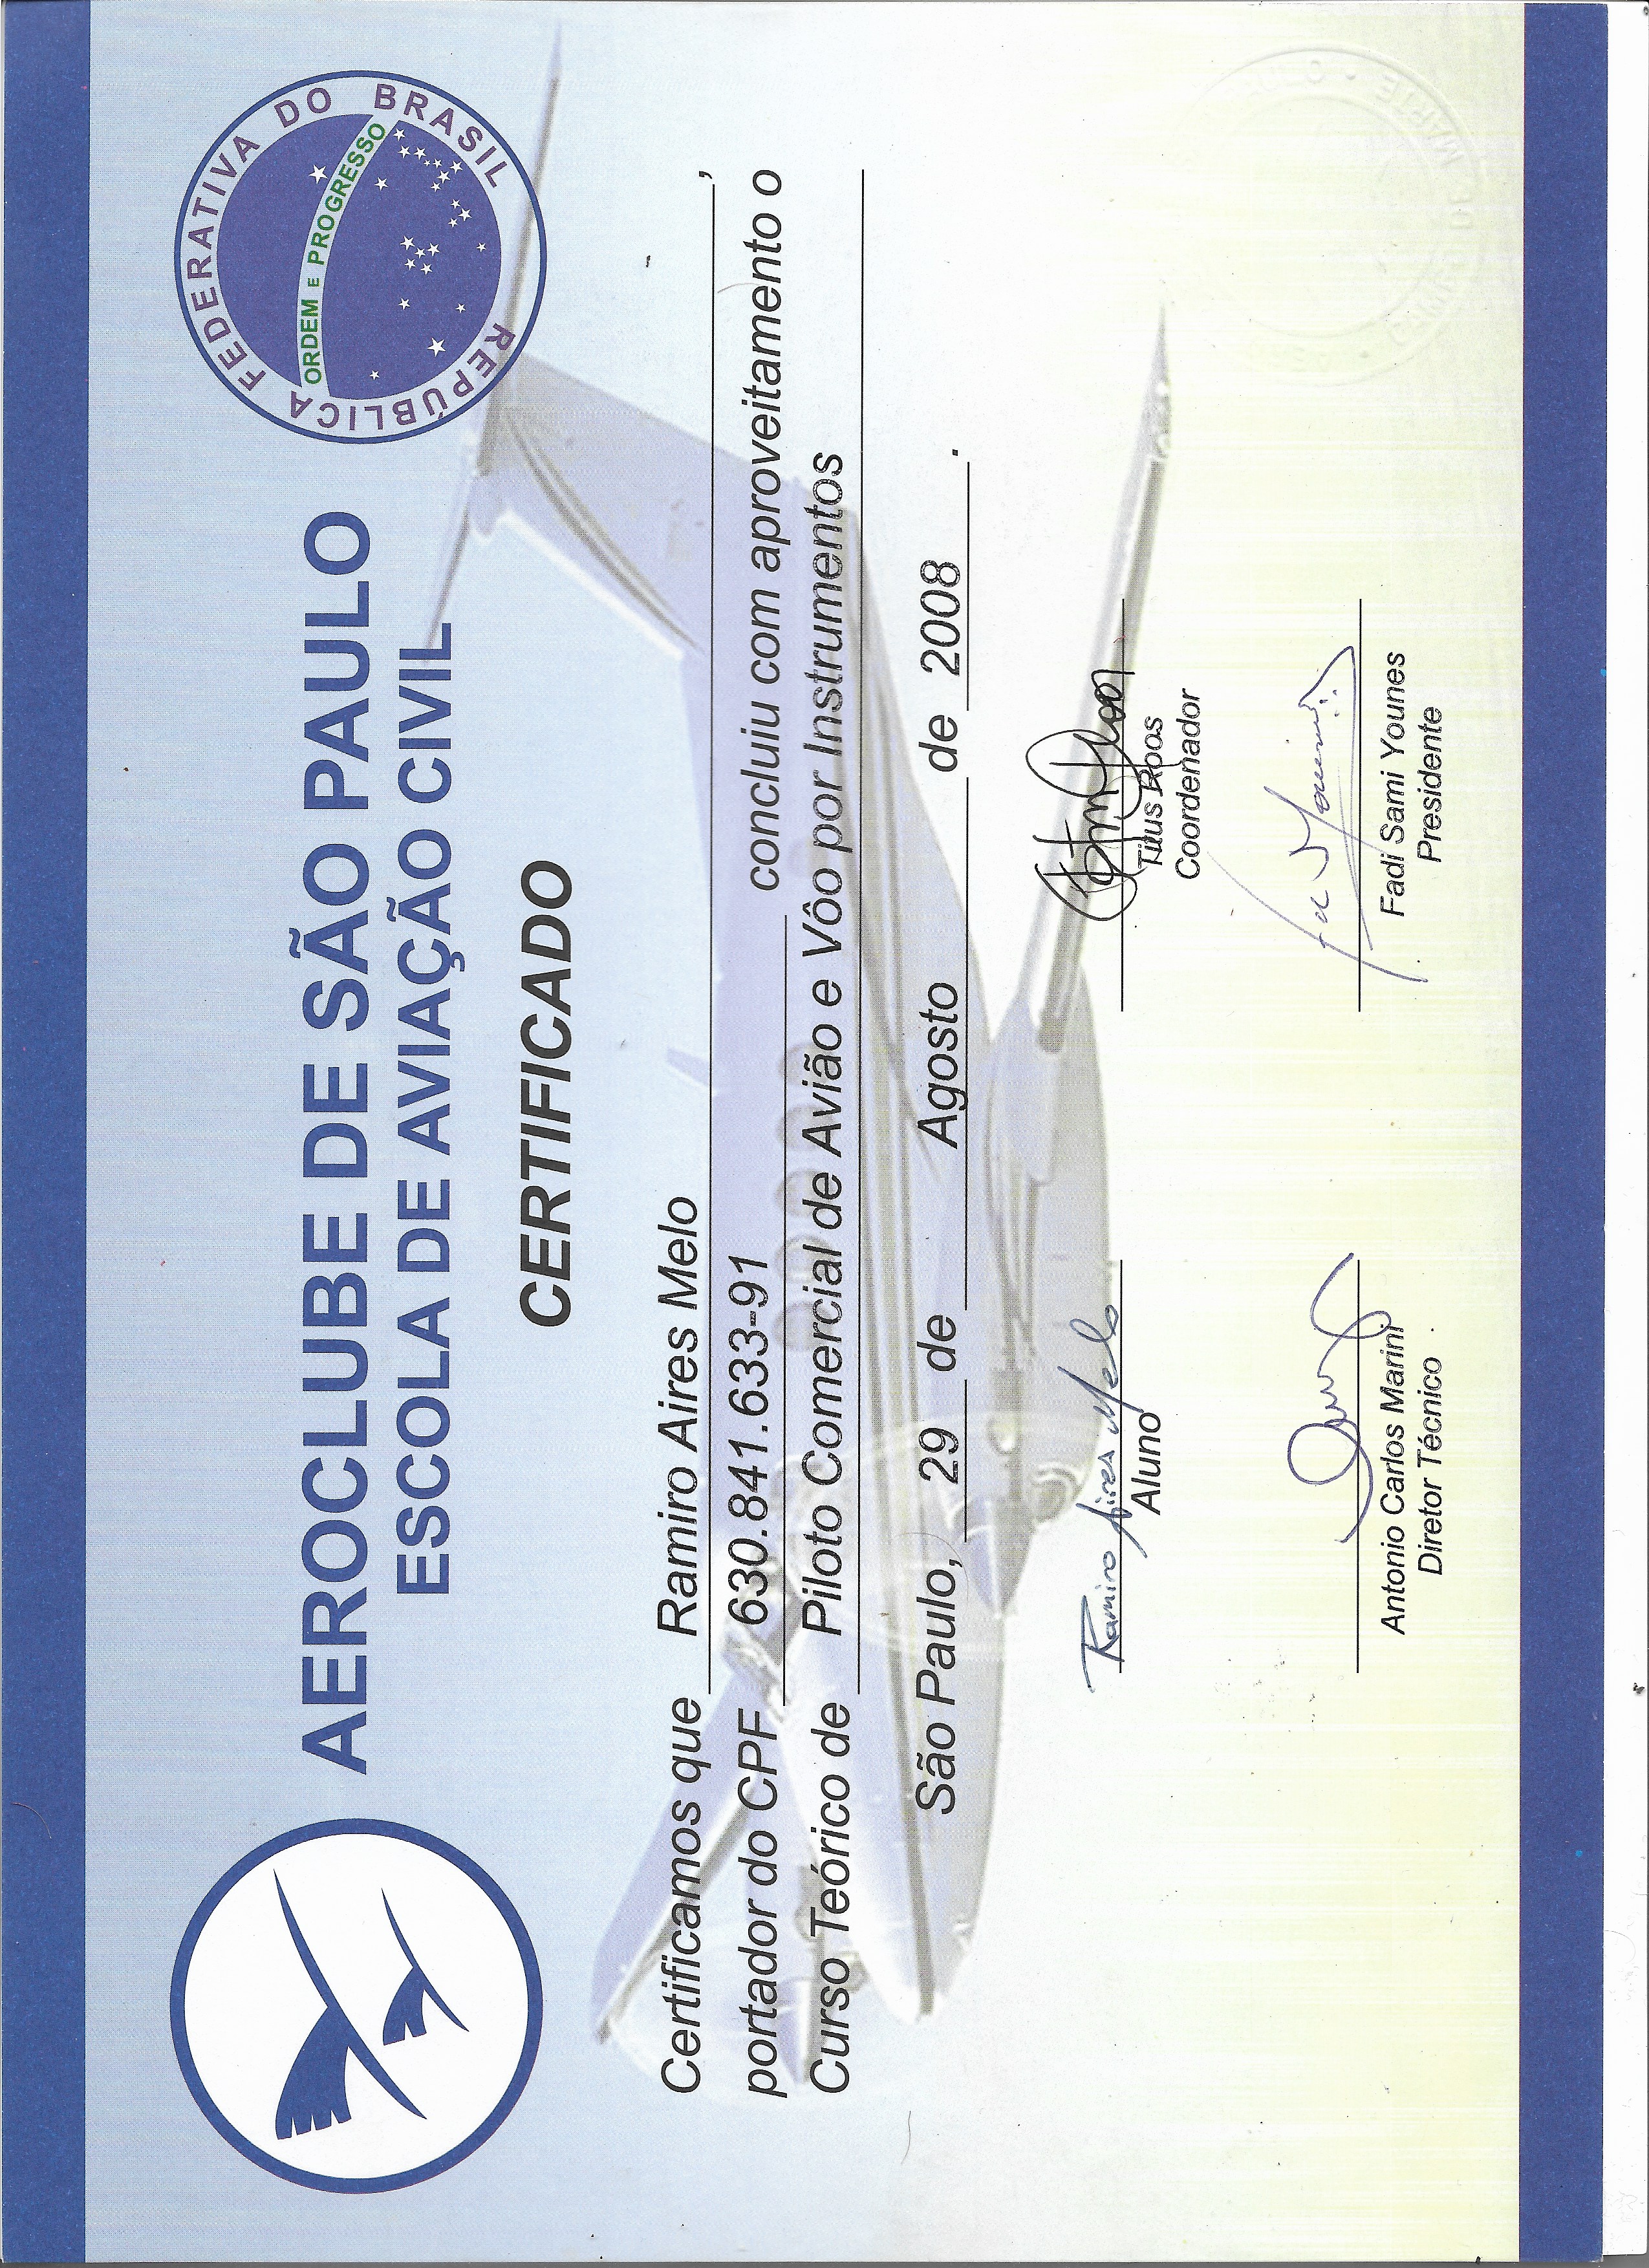 REPÚBLICA FEDERATIVA DO BRASIL
ORDEM E PROGRESSO
AEROCLUBE DE SÃO PAULO
ESCOLA DE AVIAÇÃO CIVIL
CERTIFICADO
Certificamos que Ramiro Aires Melo,
portador do CPF 630.841.633-91 concluiu com aproveitamento o
Curso Teórico de Piloto Comercial de Avião e Vôo por Instrumentos
São Paulo, 29 de Agosto de 2008.
Ramiro Aires Melo
Aluno
Titus Roos
Coordenador
Antonio Carlos Marini
Diretor Técnico
Fadi Sami Younes
Presidente
CAMPO DE MARTE